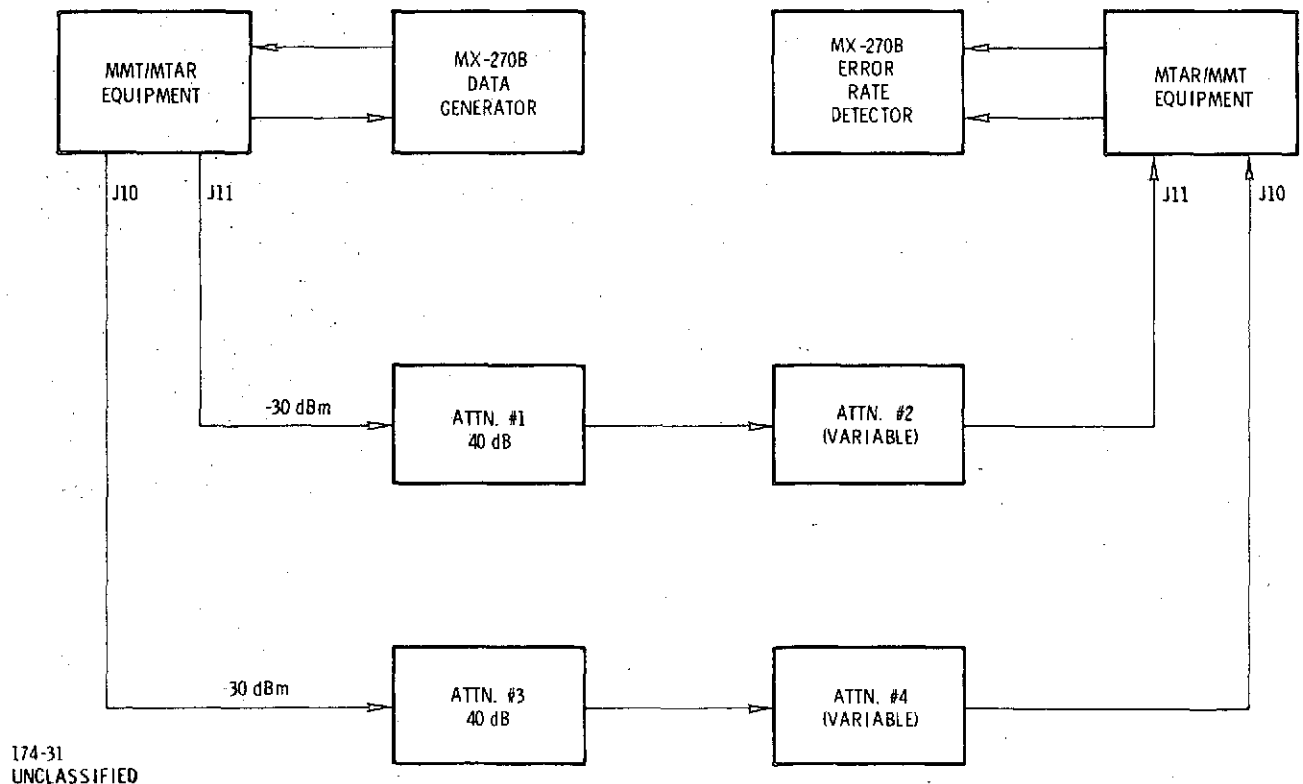 MMT/MTAR
EQUIPMENT
MX-270B
DATA
GENERATOR
MX-270B
ERROR
RATE
DETECTOR
MTAR/MMT
EQUIPMENT
J10
J11
J11
J10
-30 dBm
ATTN. #1
40 dB
ATTN. #2
(VARIABLE)
-30 dBm
ATTN. #3
40 dB
ATTN. #4
(VARIABLE)
174-31
UNCLASSIFIED